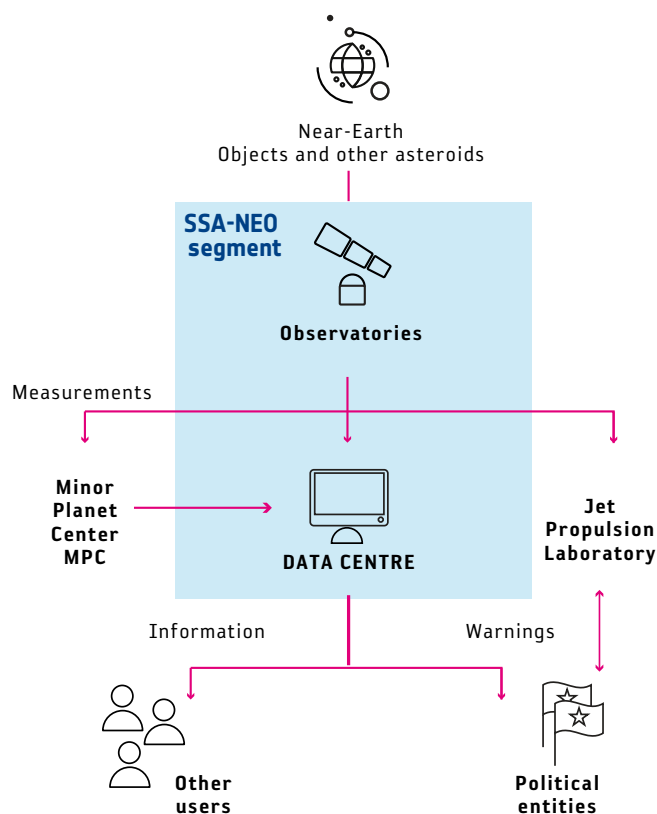 Near-Earth
Objects and other asteroids
SSA-NEO
segment
Observatories
Measurements
Minor
Planet
Center
MPC
DATA CENTRE
Jet
Propulsion
Laboratory
Information
Warnings
Other
users
Political
entities